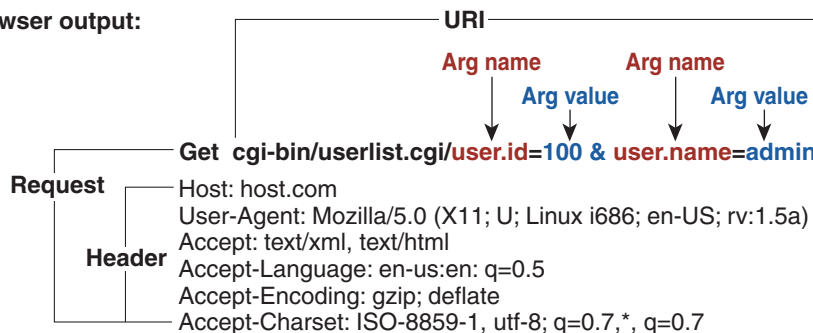 wser output:
URI
Arg name Arg name
Arg value Arg value
Get cgi-bin/userlist.cgi/user.id=100 & user.name=admin
Request
Host: host.com
User-Agent: Mozilla/5.0 (X11; U; Linux i686; en-US; rv:1.5a)
Accept: text/xml, text/html
Header
Accept-Language: en-us:en: q=0.5
Accept-Encoding: gzip; deflate
Accept-Charset: ISO-8859-1, utf-8; q=0.7,*, q=0.7